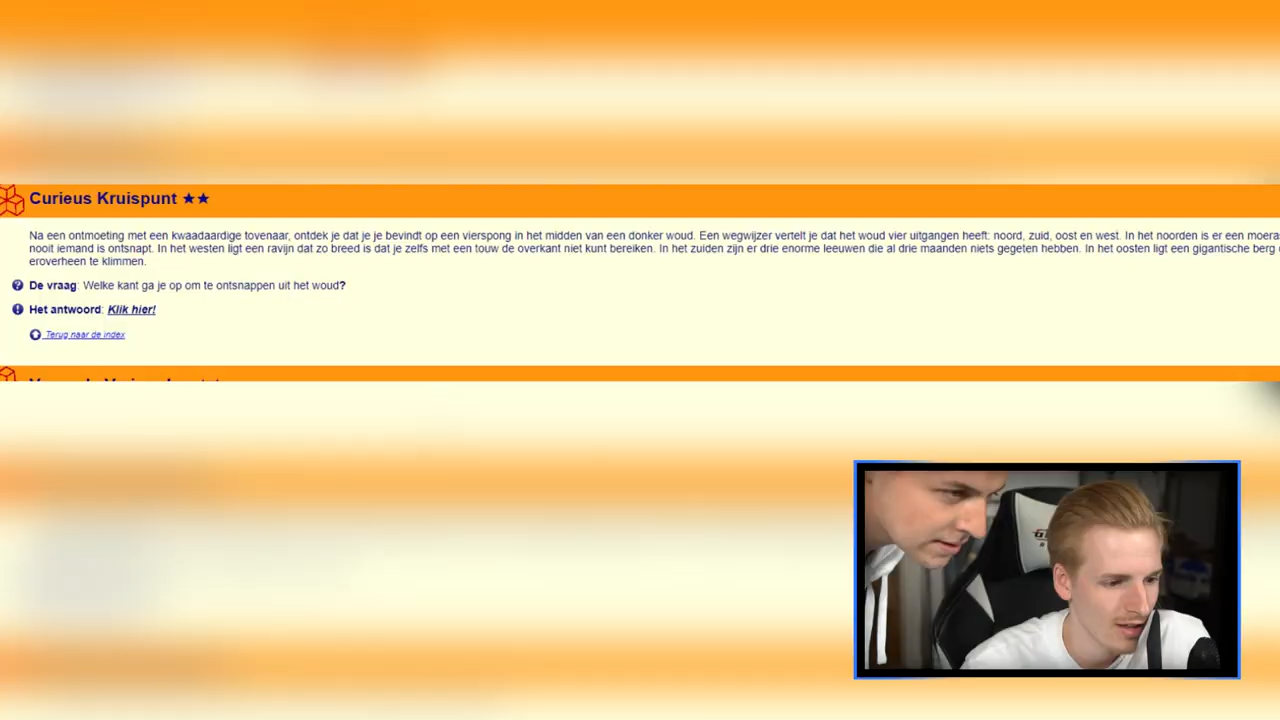 Curieus Kruispunt ★★
Na een ontmoeting met een kwaadaardige tovenaar, ontdek je dat je je bevindt op een vierspong in het midden van een donker woud. Een wegwijzer vertelt je dat het woud vier uitgangen heeft: noord, zuid, oost en west. In het noorden is er een moeras
nooit iemand is ontsnapt. In het westen ligt een ravijn dat zo breed is dat je zelfs met een touw de overkant niet kunt bereiken. In het zuiden zijn er drie enorme leeuwen die al drie maanden niets gegeten hebben. In het oosten ligt een gigantische berg
eroverheen te klimmen.
De vraag: Welke kant ga je op om te ontsnappen uit het woud?
Het antwoord: Klik hier!
Terug naar de index